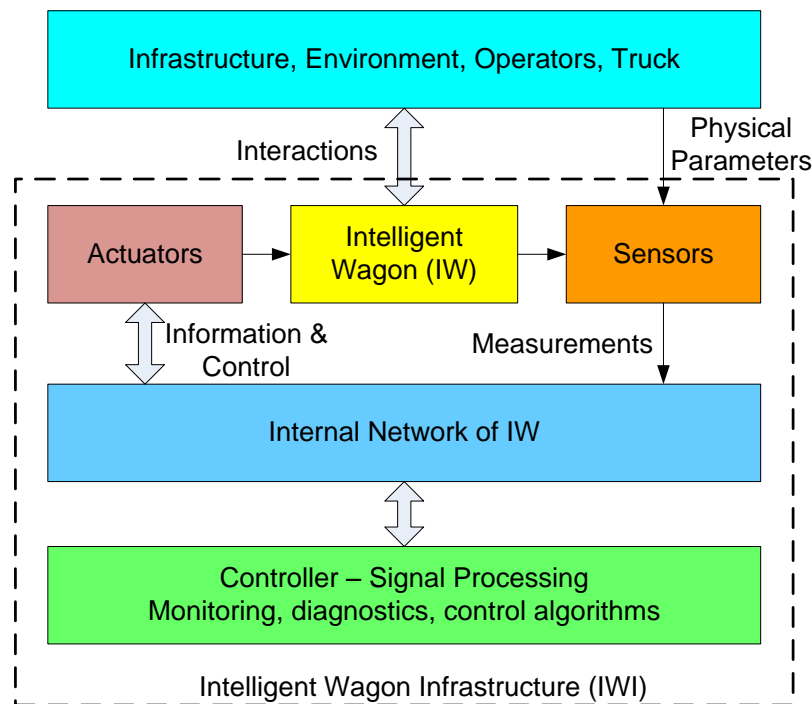 Infrastructure, Environment, Operators, Truck
Interactions
Physical
Parameters
Actuators
Intelligent
Wagon (IW)
Sensors
Information &
Control
Measurements
Internal Network of IW
Controller – Signal Processing
Monitoring, diagnostics, control algorithms
Intelligent Wagon Infrastructure (IWI)